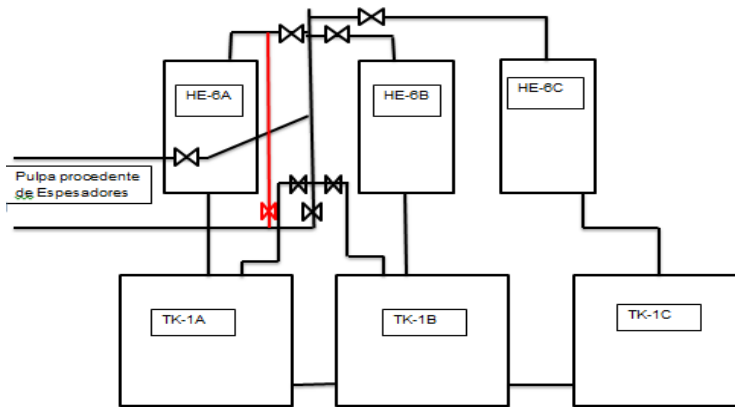 HE-6A
HE-6B
HE-6C
Pulpa procedente
de Espesadores
TK-1A
TK-1B
TK-1C